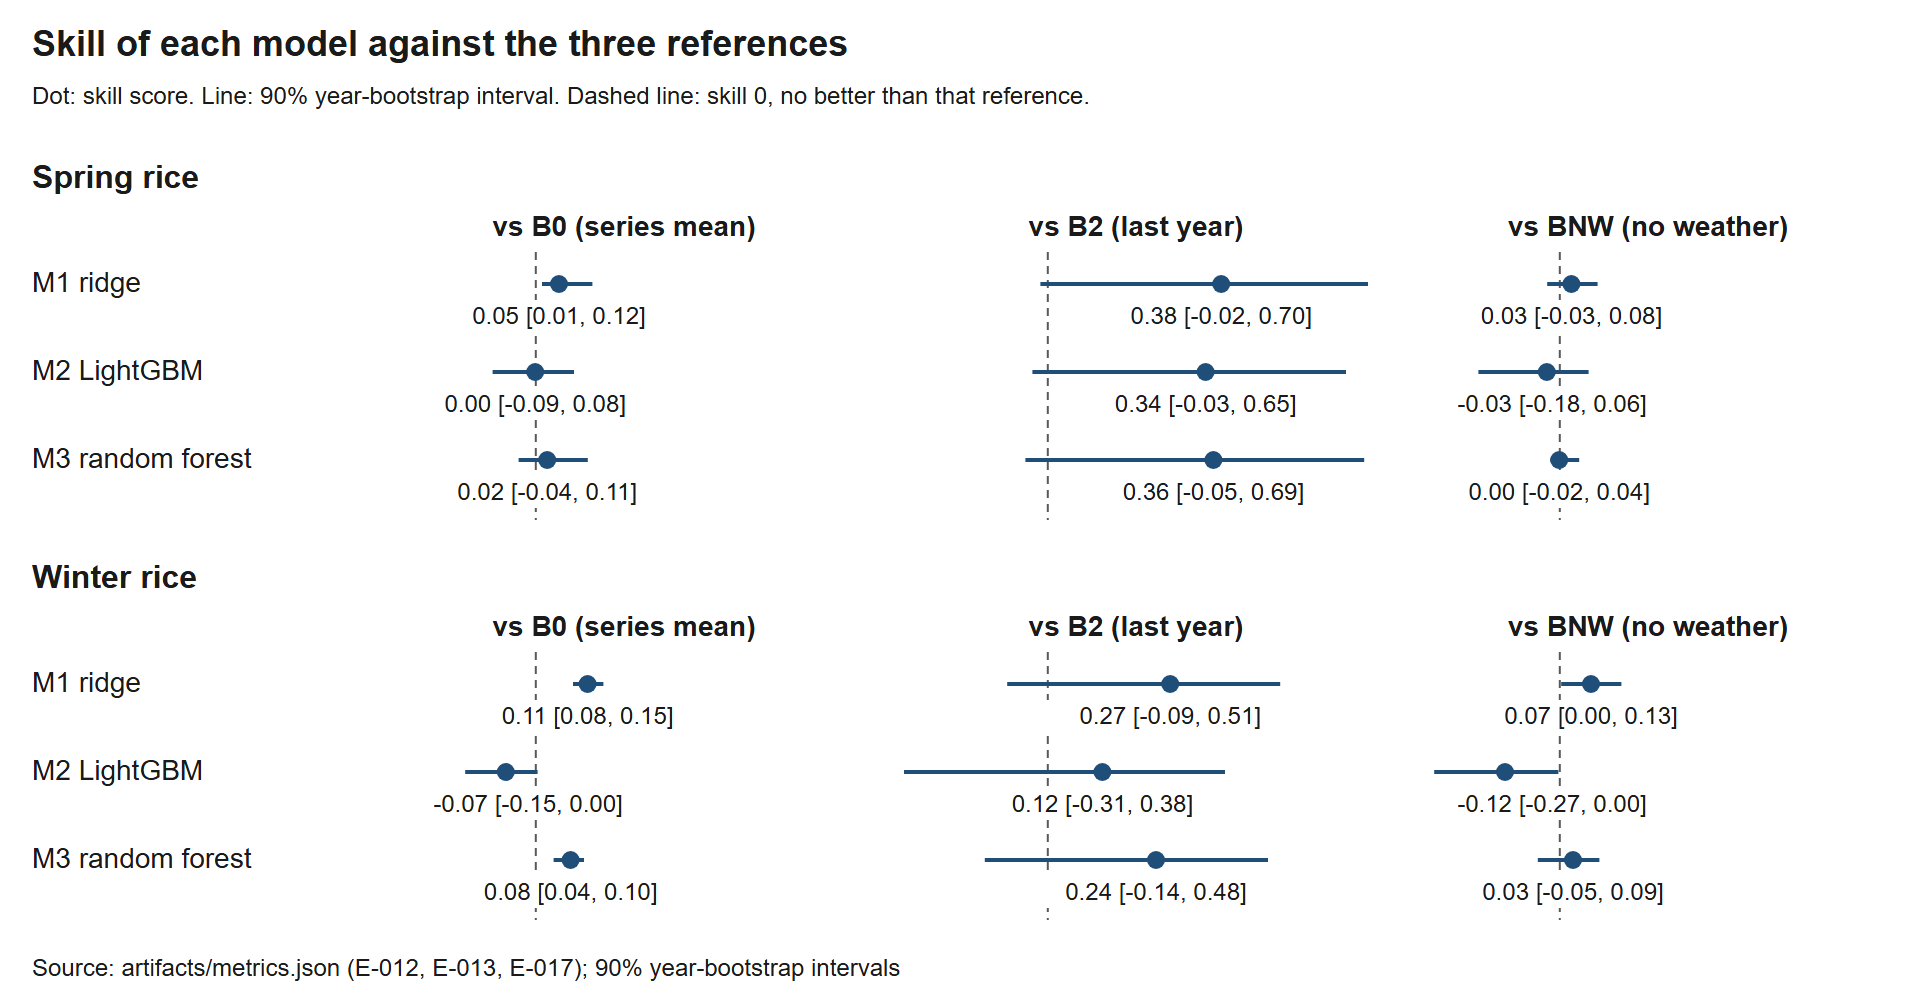 Skill of each model against the three references
Dot: skill score. Line: 90% year-bootstrap interval. Dashed line: skill 0, no better than that reference.
Spring rice
vs B0 (series mean) vs B2 (last year) vs BNW (no weather)
M1 ridge
0.05 [0.01, 0.12] 0.38 [-0.02, 0.70] 0.03 [-0.03, 0.08]
M2 LightGBM
0.00 [-0.09, 0.08] 0.34 [-0.03, 0.65] -0.03 [-0.18, 0.06]
M3 random forest
0.02 [-0.04, 0.11] 0.36 [-0.05, 0.69] 0.00 [-0.02, 0.04]
Winter rice
vs B0 (series mean) vs B2 (last year) vs BNW (no weather)
M1 ridge
0.11 [0.08, 0.15] 0.27 [-0.09, 0.51] 0.07 [0.00, 0.13]
M2 LightGBM
-0.07 [-0.15, 0.00] 0.12 [-0.31, 0.38] -0.12 [-0.27, 0.00]
M3 random forest
0.08 [0.04, 0.10] 0.24 [-0.14, 0.48] 0.03 [-0.05, 0.09]
Source: artifacts/metrics.json (E-012, E-013, E-017); 90% year-bootstrap intervals